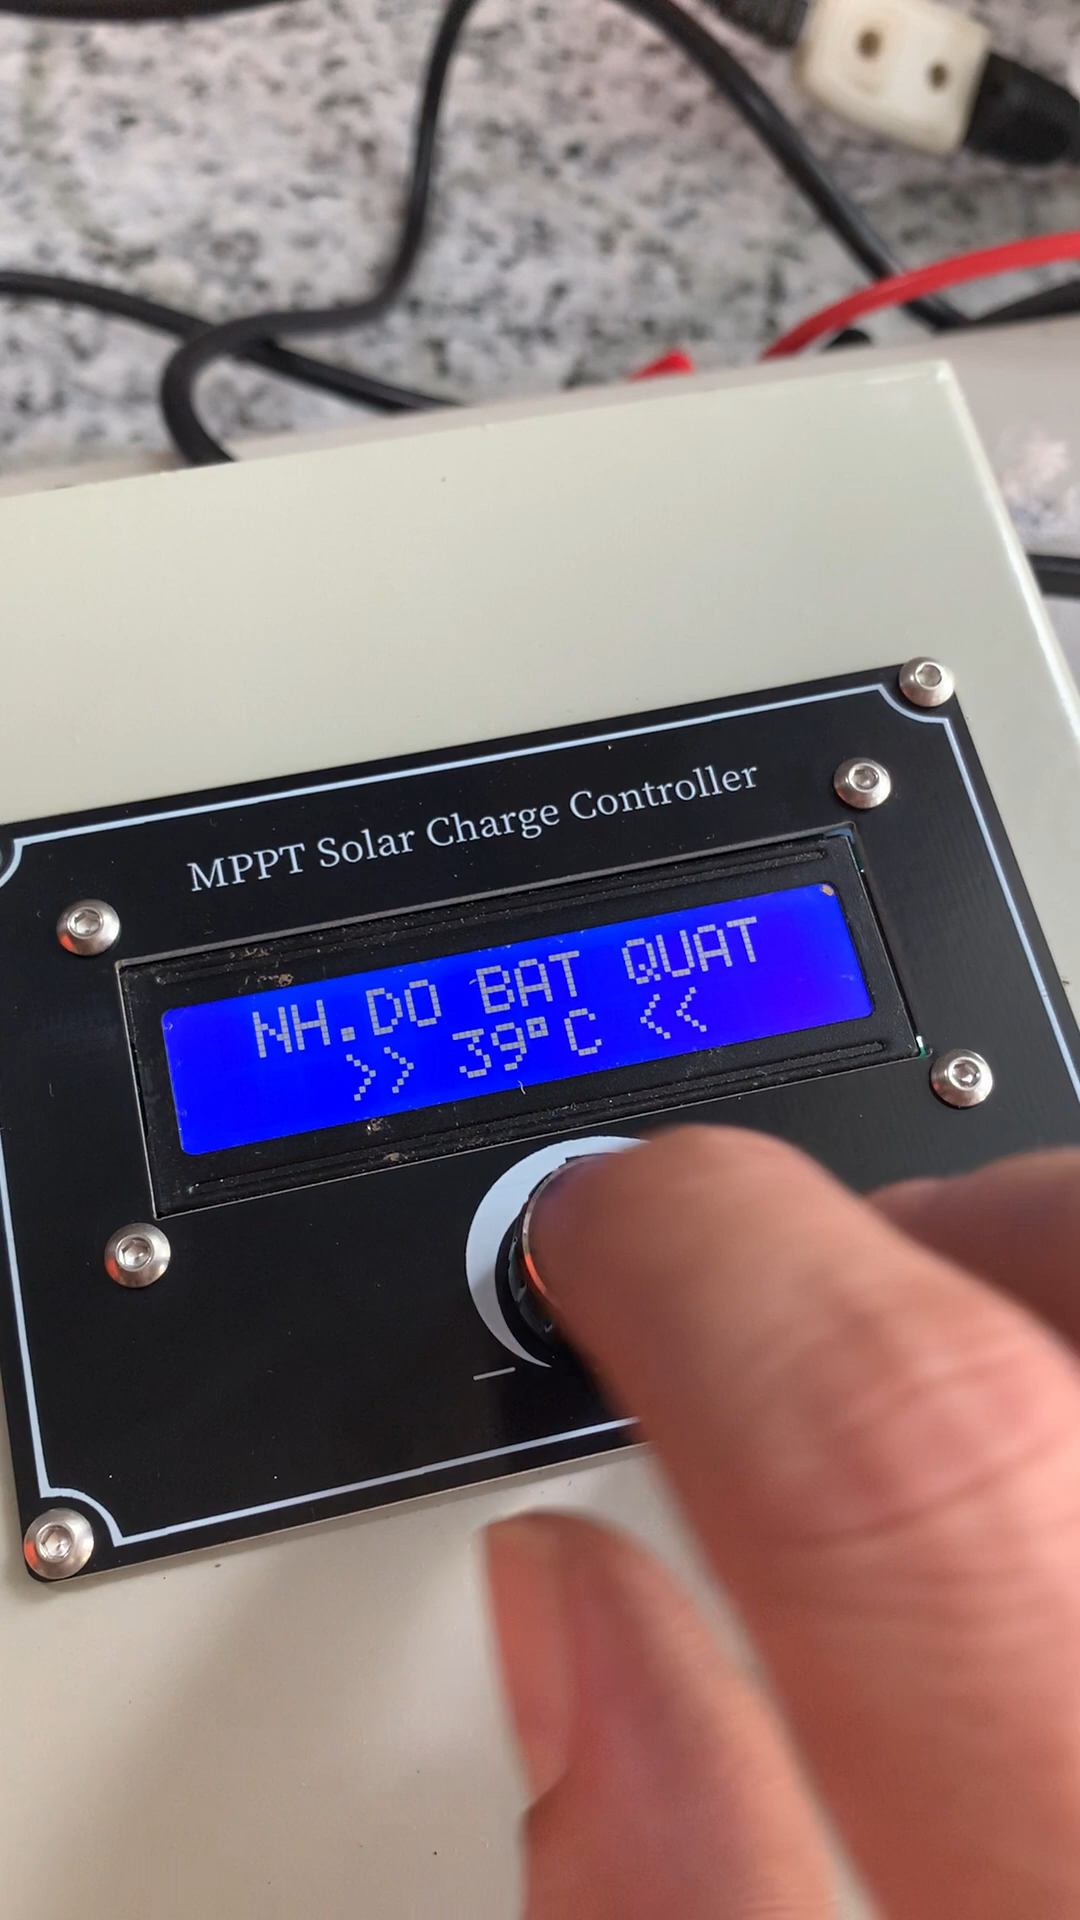 MPPT Solar Charge Controller
NH.DO BAT QUAT
>> 39°C <<